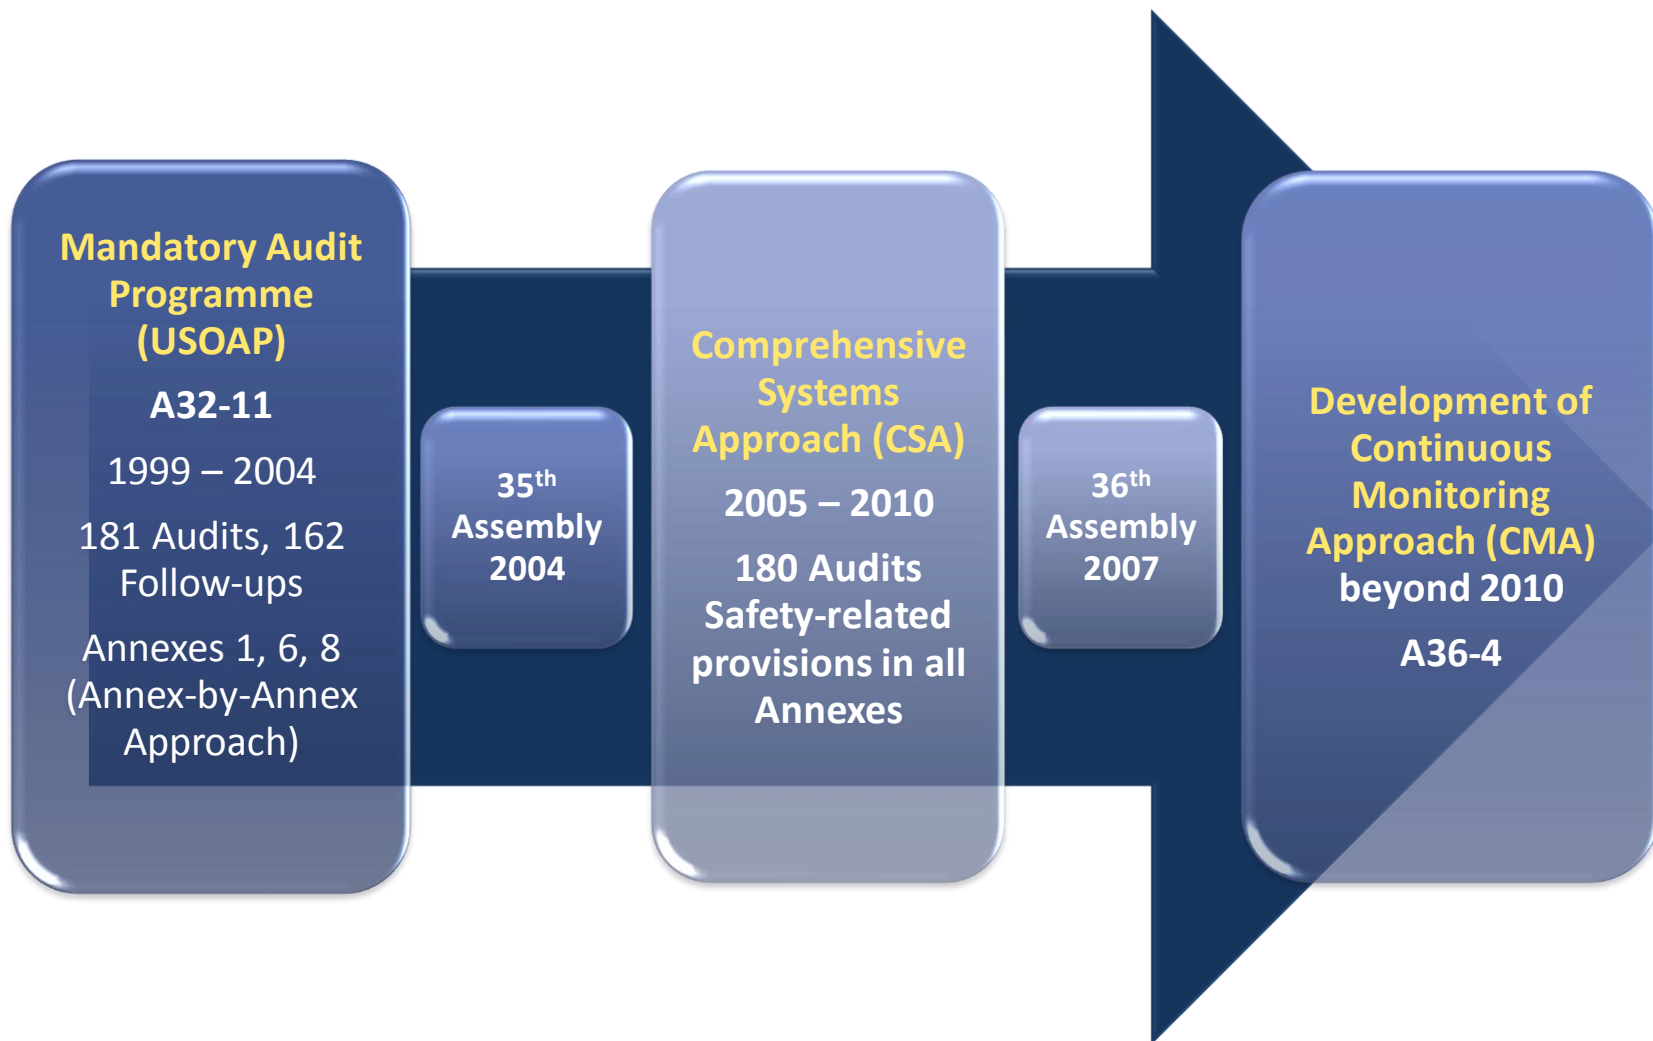 Mandatory Audit
Programme
(USOAP)
A32-11
1999 – 2004
181 Audits, 162
Follow-ups
Annexes 1, 6, 8
(Annex-by-Annex
Approach)
35th
Assembly
2004
Comprehensive
Systems
Approach (CSA)
2005 – 2010
180 Audits
Safety-related
provisions in all
Annexes
36th
Assembly
2007
Development of
Continuous
Monitoring
Approach (CMA)
beyond 2010
A36-4